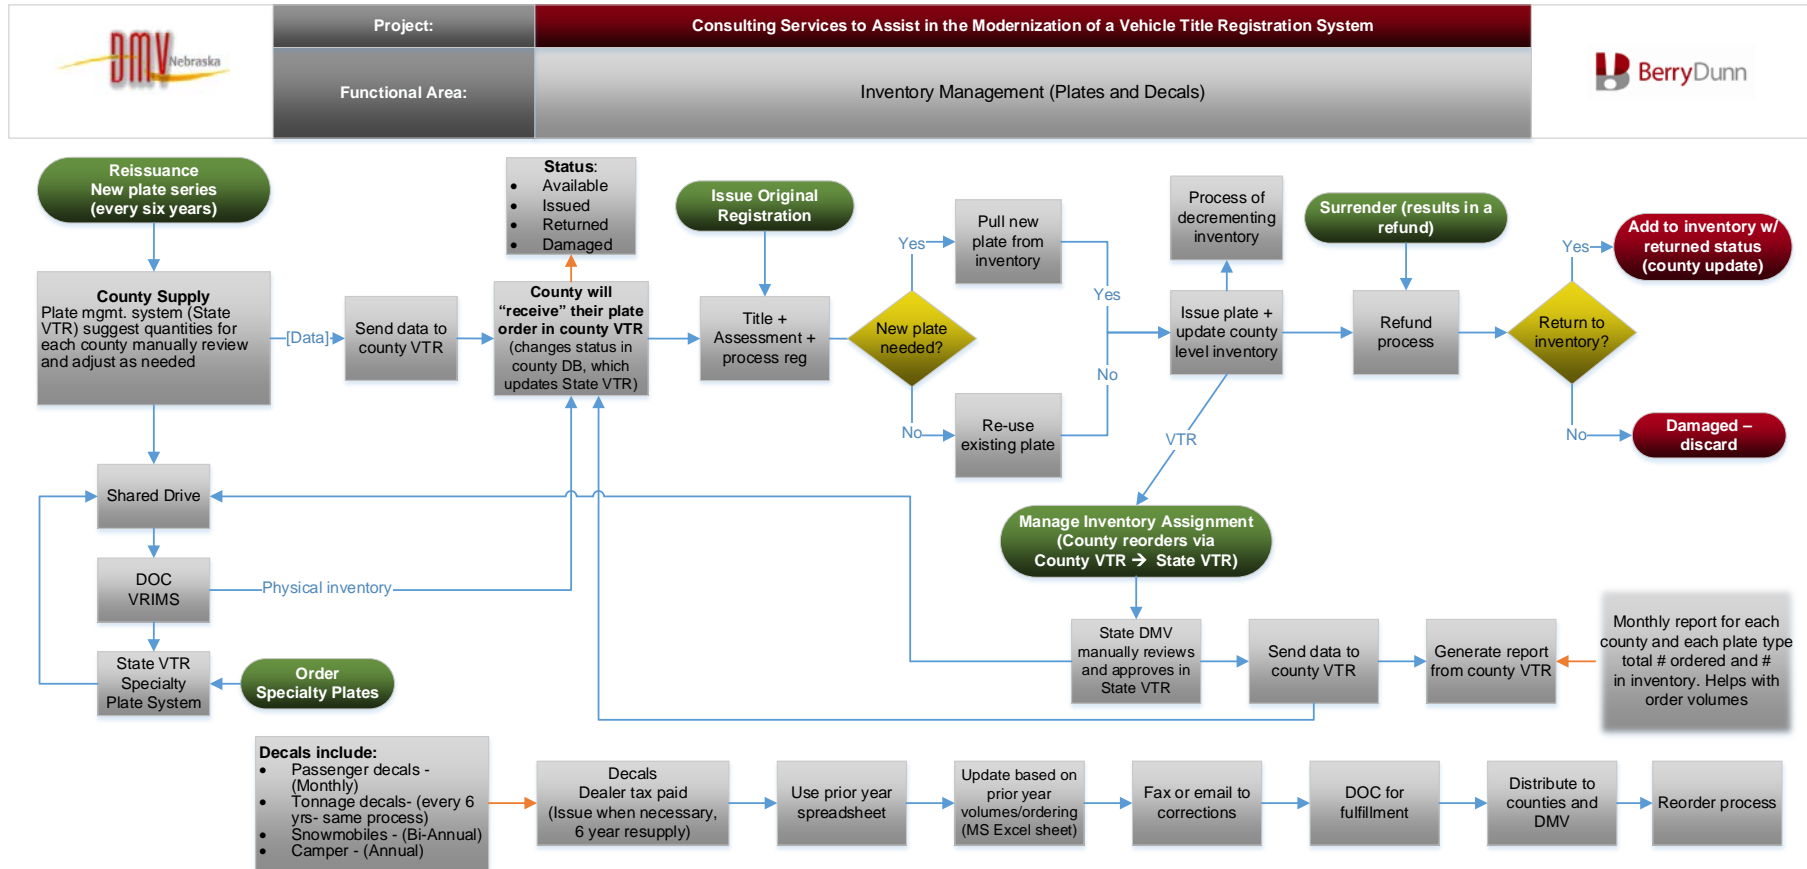 DMV Nebraska
Project:
Consulting Services to Assist in the Modernization of a Vehicle Title Registration System
Functional Area:
Inventory Management (Plates and Decals)
BerryDunn
Reissuance
New plate series
(every six years)
County Supply
Plate mgmt. system (State
VTR) suggest quantities for
each county manually review
and adjust as needed
[Data]
Send data to
county VTR
Status:
• Available
• Issued
• Returned
• Damaged
County will
“receive” their plate
order in county VTR
(changes status in
county DB, which
updates State VTR)
Issue Original
Registration
Title +
Assessment +
process reg
New plate
needed?
Yes
Pull new
plate from
inventory
No
Re-use
existing plate
Yes
No
Process of
decrementing
inventory
Issue plate +
update county
level inventory
Surrender (results in a
refund)
Refund
process
Return to
inventory?
Yes
Add to inventory w/
returned status
(county update)
No
Damaged –
discard
VTR
Shared Drive
DOC
VRIMS
Physical inventory
State VTR
Specialty
Plate System
Order
Specialty Plates
Manage Inventory Assignment
(County reorders via
County VTR → State VTR)
State DMV
manually reviews
and approves in
State VTR
Send data to
county VTR
Generate report
from county VTR
Monthly report for each
county and each plate type
total # ordered and #
in inventory. Helps with
order volumes
Decals include:
• Passenger decals -
(Monthly)
• Tonnage decals- (every 6
yrs- same process)
• Snowmobiles - (Bi-Annual)
• Camper - (Annual)
Decals
Dealer tax paid
(Issue when necessary,
6 year resupply)
Use prior year
spreadsheet
Update based on
prior year
volumes/ordering
(MS Excel sheet)
Fax or email to
corrections
DOC for
fulfillment
Distribute to
counties and
DMV
Reorder process